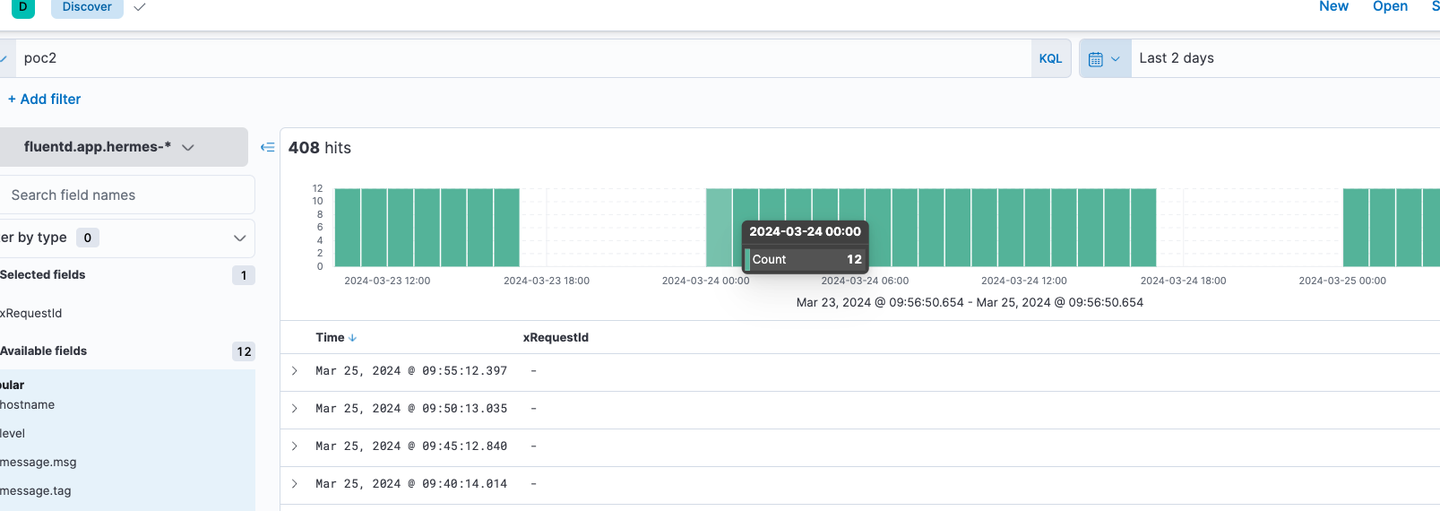 D Discover New Open S
poc2 KQL Last 2 days
+ Add filter
fluentd.app.hermes-*
408 hits
Search field names
er by type 0
Selected fields 1
xRequestId
Available fields 12
pular
hostname
level
message.msg
message.tag
12
10
8
6
4
2
0
2024-03-24 00:00
Count 12
2024-03-23 12:00 2024-03-23 18:00 2024-03-24 00:00 2024-03-24 06:00 2024-03-24 12:00 2024-03-24 18:00 2024-03-25 00:00
Mar 23, 2024 @ 09:56:50.654 - Mar 25, 2024 @ 09:56:50.654
Time xRequestId
Mar 25, 2024 @ 09:55:12.397 -
Mar 25, 2024 @ 09:50:13.035 -
Mar 25, 2024 @ 09:45:12.840 -
Mar 25, 2024 @ 09:40:14.014 -